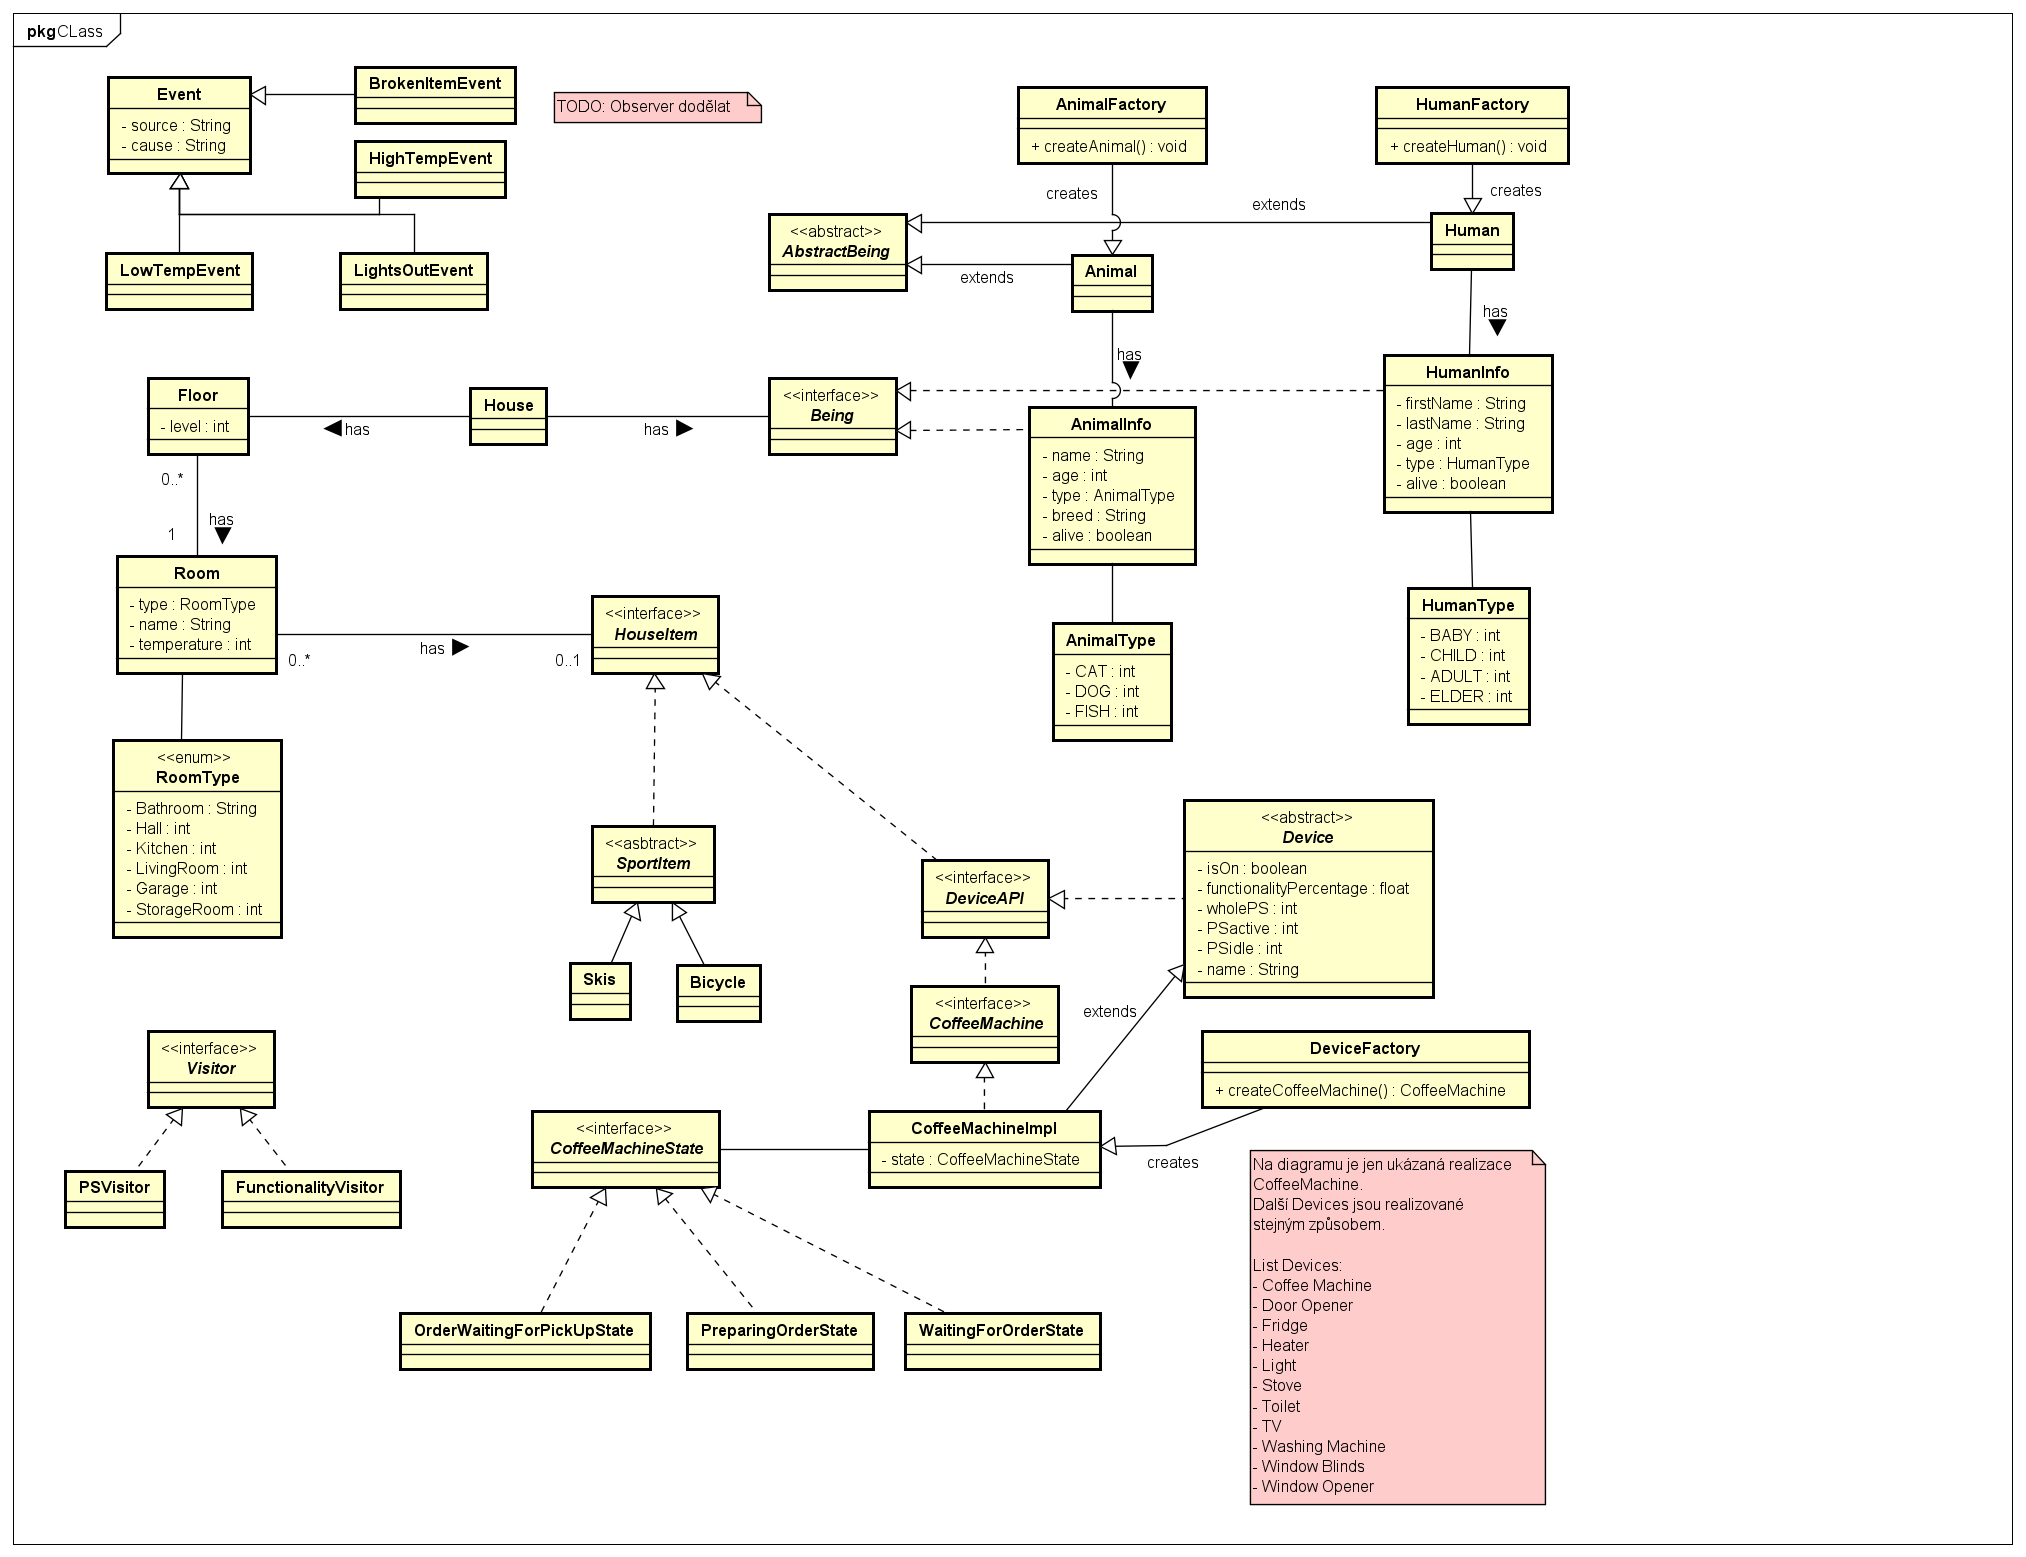 pkg CLass
Event
- source : String
- cause : String
BrokenItemEvent
HighTempEvent
LowTempEvent
LightsOutEvent
TODO: Observer dodělat
AnimalFactory
+ createAnimal() : void
HumanFactory
+ createHuman() : void
creates
creates
extends
<<abstract>>
AbstractBeing
extends
Animal
Human
has
has
Floor
- level : int
has
House
has
<<interface>>
Being
AnimalInfo
- name : String
- age : int
- type : AnimalType
- breed : String
- alive : boolean
HumanInfo
- firstName : String
- lastName : String
- age : int
- type : HumanType
- alive : boolean
0..*
has
1
Room
- type : RoomType
- name : String
- temperature : int
0..*
has
0..1
<<interface>>
HouseItem
AnimalType
- CAT : int
- DOG : int
- FISH : int
HumanType
- BABY : int
- CHILD : int
- ADULT : int
- ELDER : int
<<enum>>
RoomType
- Bathroom : String
- Hall : int
- Kitchen : int
- LivingRoom : int
- Garage : int
- StorageRoom : int
<<asbtract>>
SportItem
Skis
Bicycle
<<interface>>
DeviceAPI
<<abstract>>
Device
- isOn : boolean
- functionalityPercentage : float
- wholePS : int
- PSactive : int
- PSidle : int
- name : String
<<interface>>
CoffeeMachine
extends
DeviceFactory
+ createCoffeeMachine() : CoffeeMachine
<<interface>>
Visitor
PSVisitor
FunctionalityVisitor
<<interface>>
CoffeeMachineState
CoffeeMachineImpl
- state : CoffeeMachineState
creates
OrderWaitingForPickUpState
PreparingOrderState
WaitingForOrderState
Na diagramu je jen ukázaná realizace
CoffeeMachine.
Další Devices jsou realizované
stejným způsobem.
List Devices:
- Coffee Machine
- Door Opener
- Fridge
- Heater
- Light
- Stove
- Toilet
- TV
- Washing Machine
- Window Blinds
- Window Opener